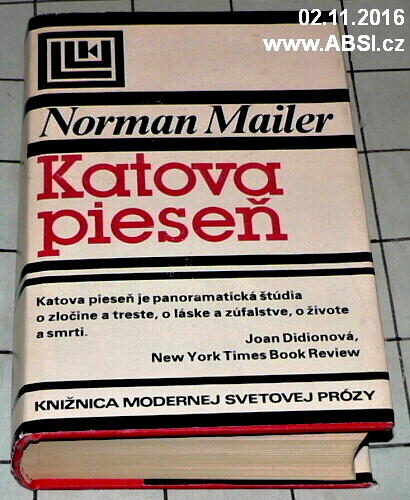 02.11.2016
www.ABSI.cz
Norman Mailer
Katova
pieseň
Katova pieseň je panoramatická štúdia
o zločine a treste, o láske a zúfalstve, o živote
a smrti.
Joan Didionová,
New York Times Book Review
KNIŽNICA MODERNEJ SVETOVEJ PRÓZY